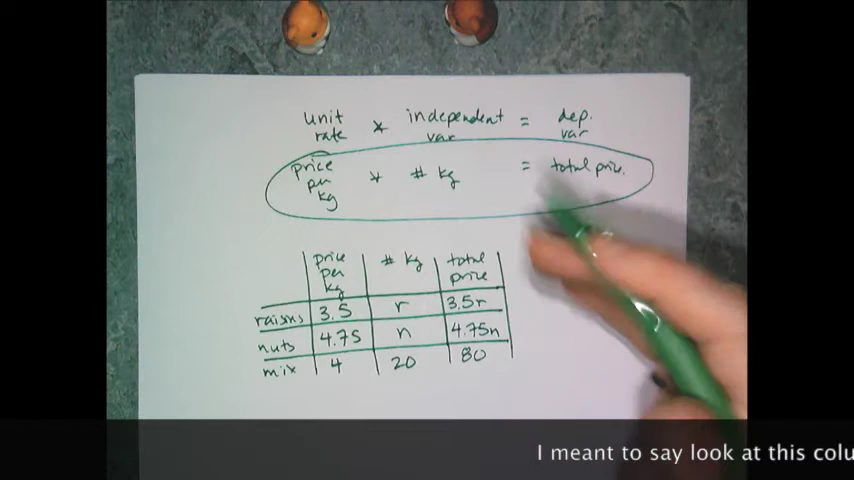 unit independent dep.
rate * var = var
price
per * # kg = total price.
kg
price # kg total
per price
kg
raisins 3.5 r 3.5r
nuts 4.75 n 4.75n
mix 4 20 80
I meant to say look at this colu